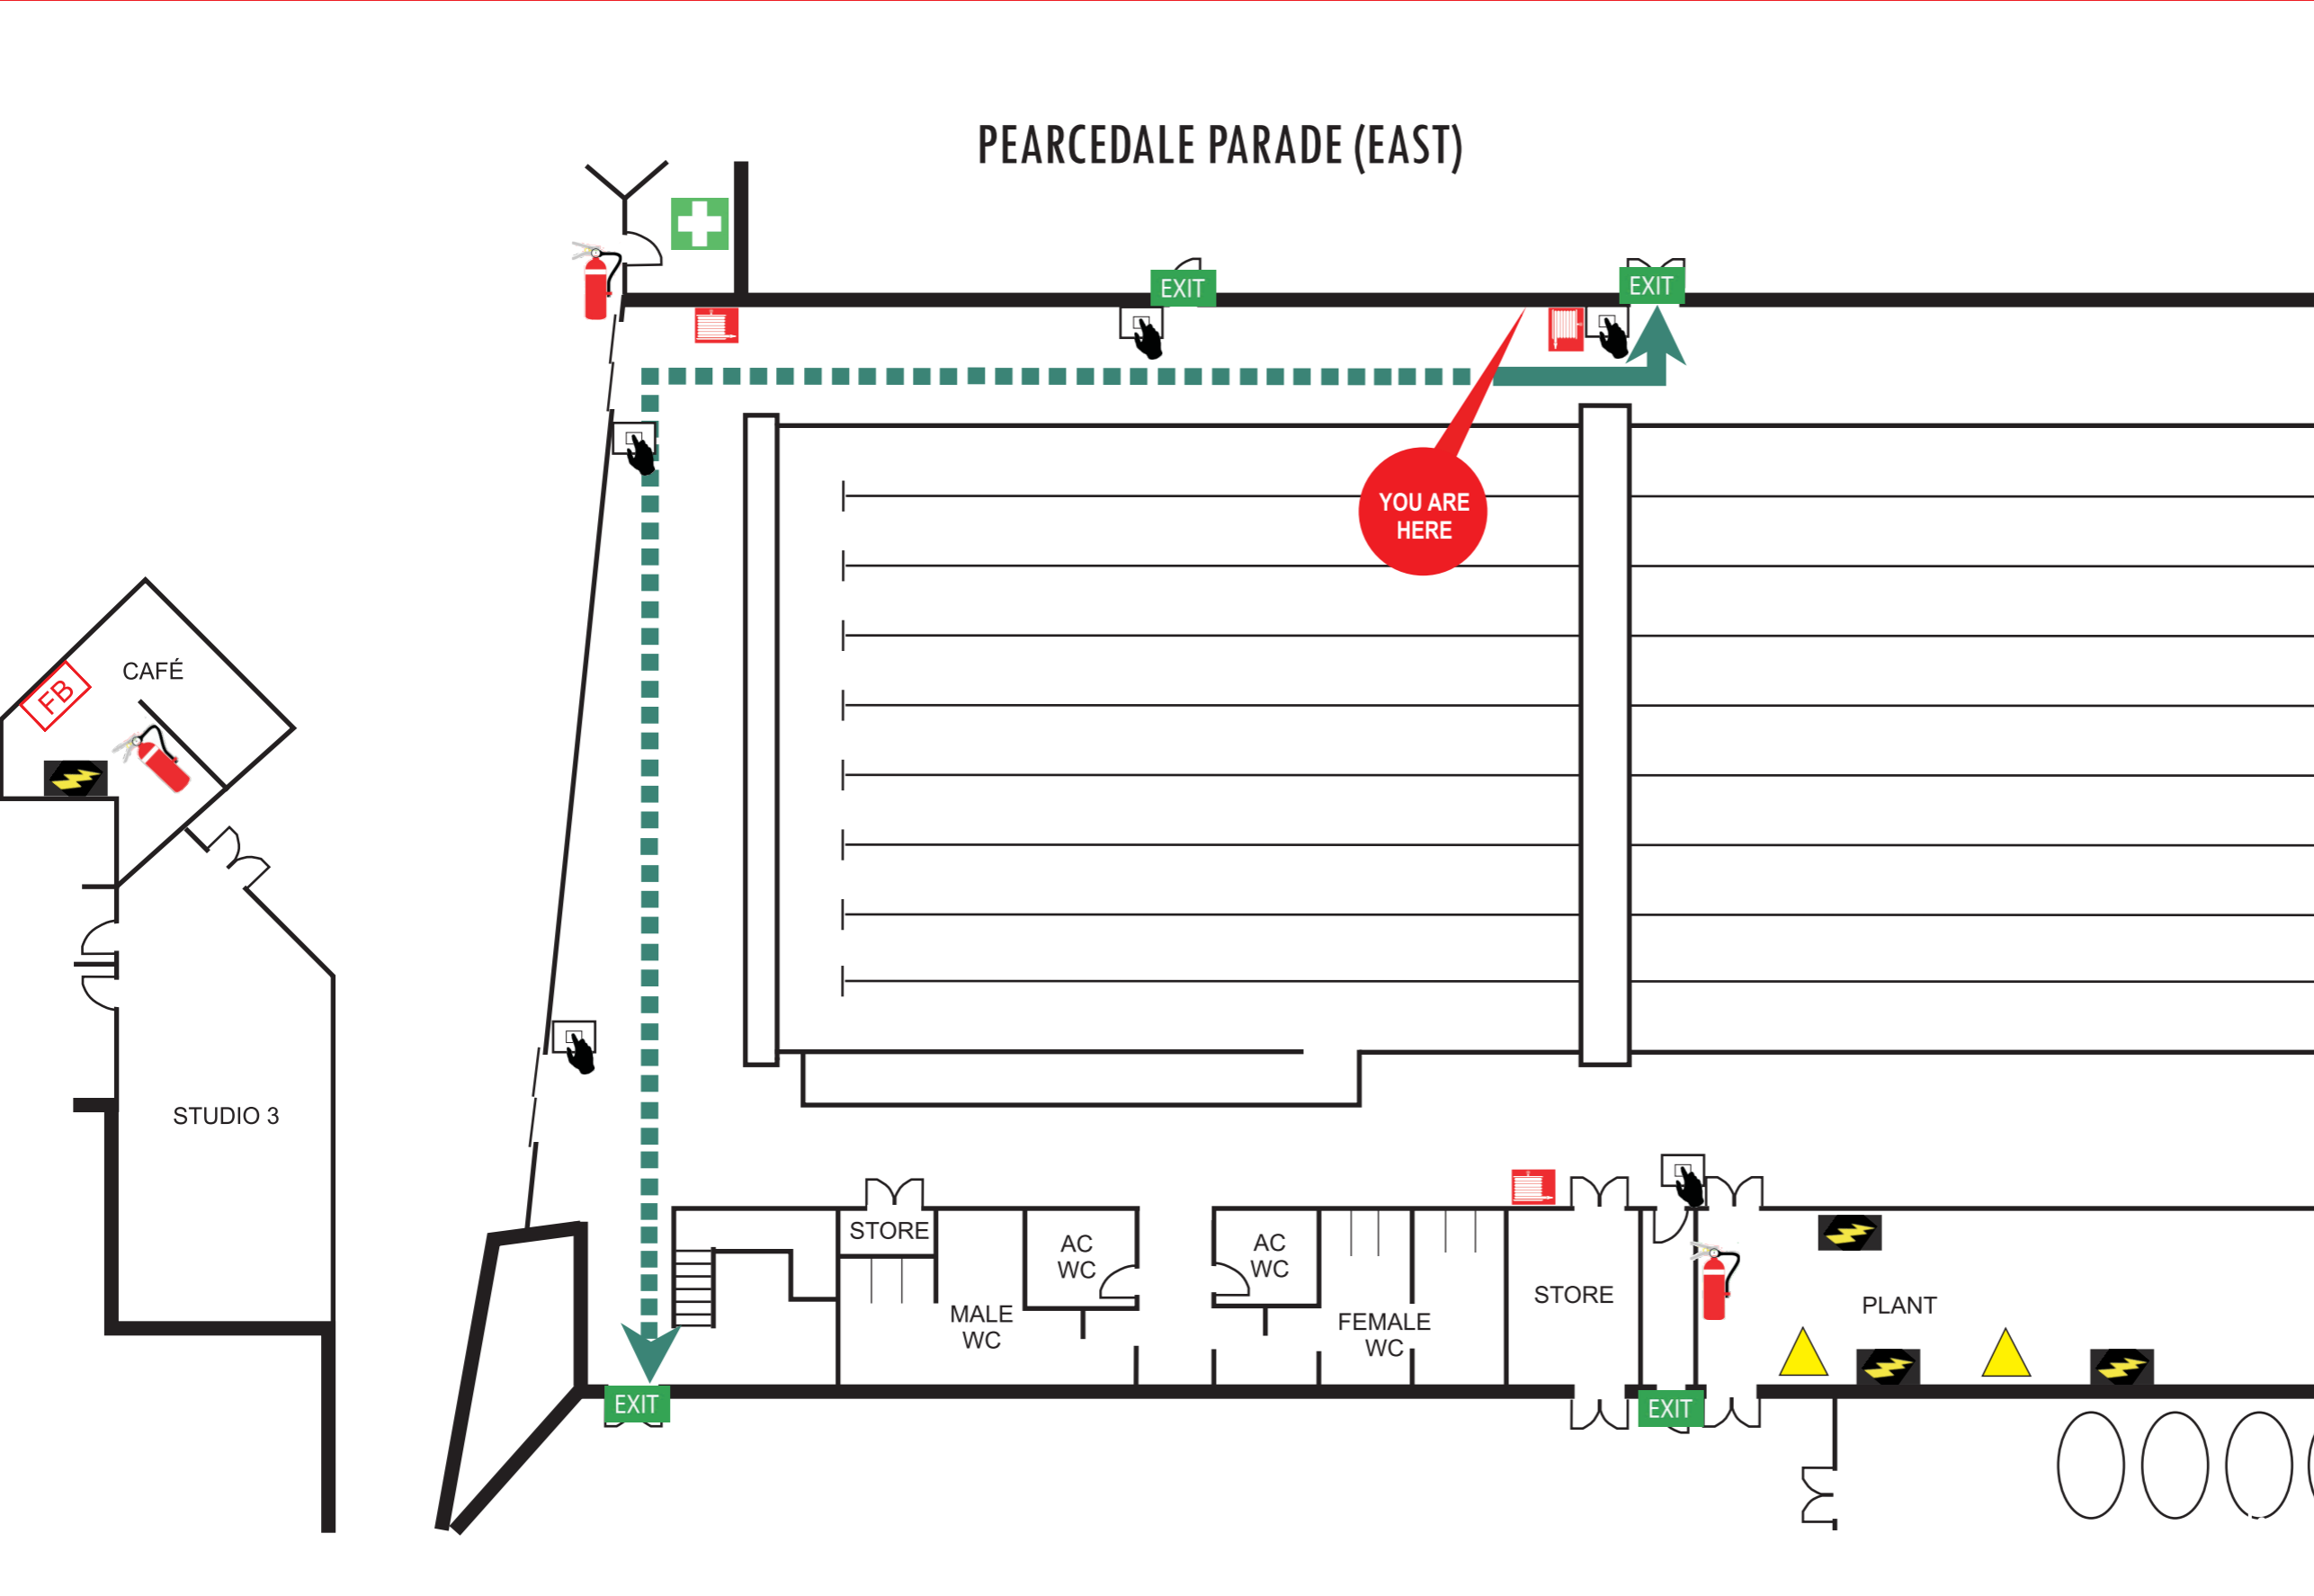 PEARCEDALE PARADE (EAST)
EXIT
EXIT
YOU ARE
HERE
CAFÉ
FB
STUDIO 3
STORE
AC
WC
AC
WC
MALE
WC
FEMALE
WC
STORE
PLANT
EXIT
EXIT